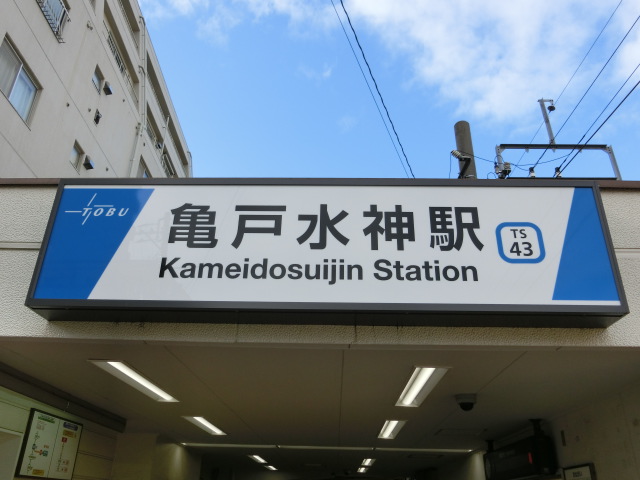 TOBU
亀戸水神駅
TS
43
Kameidosuijin Station